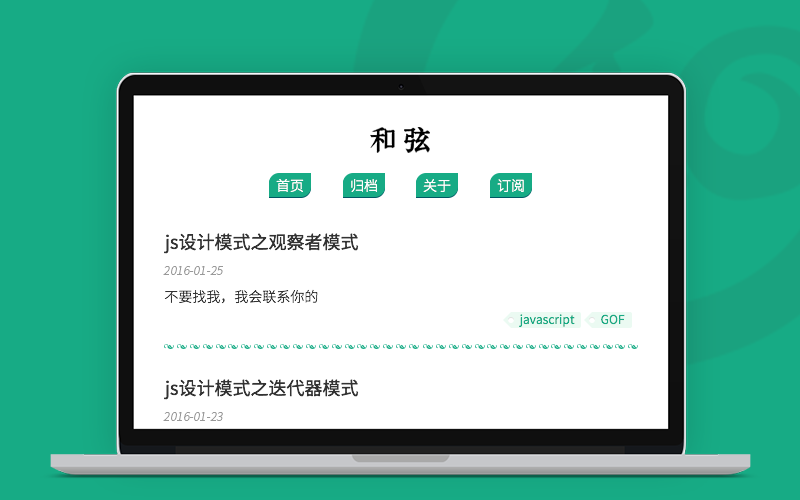 和弦
首页 归档 关于 订阅
js设计模式之观察者模式
2016-01-25
不要找我，我会联系你的
javascript GOF
js设计模式之迭代器模式
2016-01-23